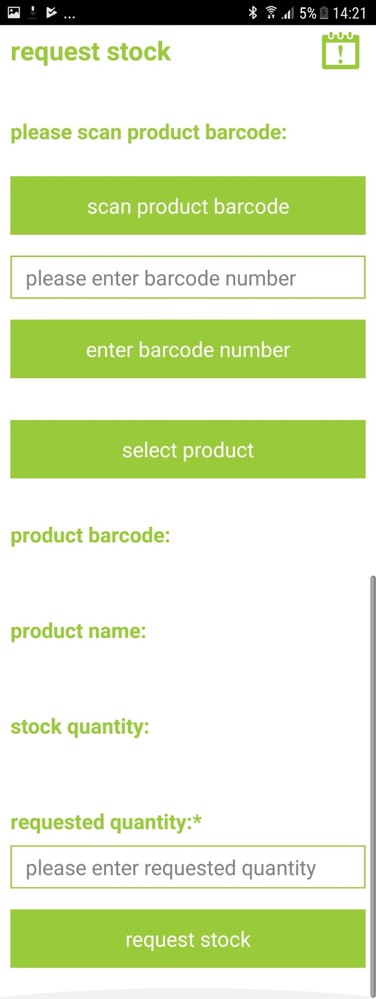 ... 5% 14:21
request stock
please scan product barcode:
scan product barcode
please enter barcode number
enter barcode number
select product
product barcode:
product name:
stock quantity:
requested quantity:*
please enter requested quantity
request stock